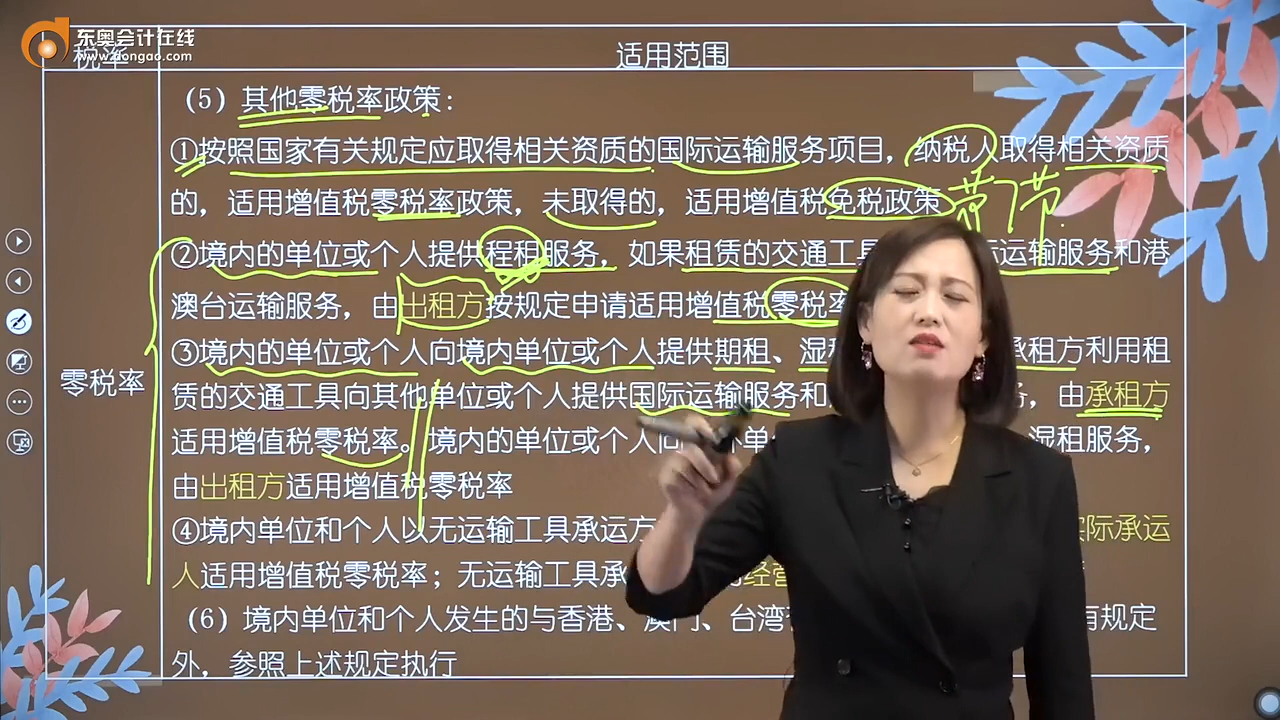 东奥会计在线
www.dongao.com
税率
适用范围
(5)其他零税率政策:
①按照国家有关规定应取得相关资质的国际运输服务项目,纳税人取得相关资质
的,适用增值税零税率政策,未取得的,适用增值税免税政策
②境内的单位或个人提供程租服务,如果租赁的交通工具 运输服务和港
澳台运输服务,由出租方按规定申请适用增值税零税率
③境内的单位或个人向境内单位或个人提供期租、湿 承租方利用租
赁的交通工具向其他单位或个人提供国际运输服务和 ,由承租方
适用增值税零税率。境内的单位或个人向 单 湿租服务,
由出租方适用增值税零税率
零税率
④境内单位和个人以无运输工具承运方 实际承运
人适用增值税零税率;无运输工具承 经营
(6)境内单位和个人发生的与香港、澳门、台湾 有规定
外,参照上述规定执行